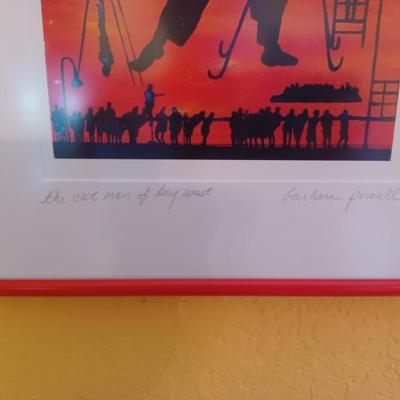 the cat man of key west
barbara powell